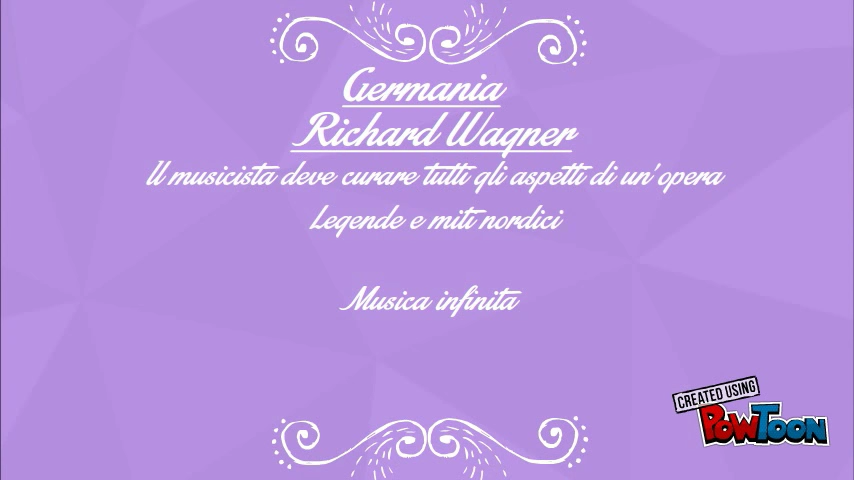 Germania
Richard Wagner
Il musicista deve curare tutti gli aspetti di un'opera
Leggende e miti nordici
Musica infinita
CREATED USING
POWTOON